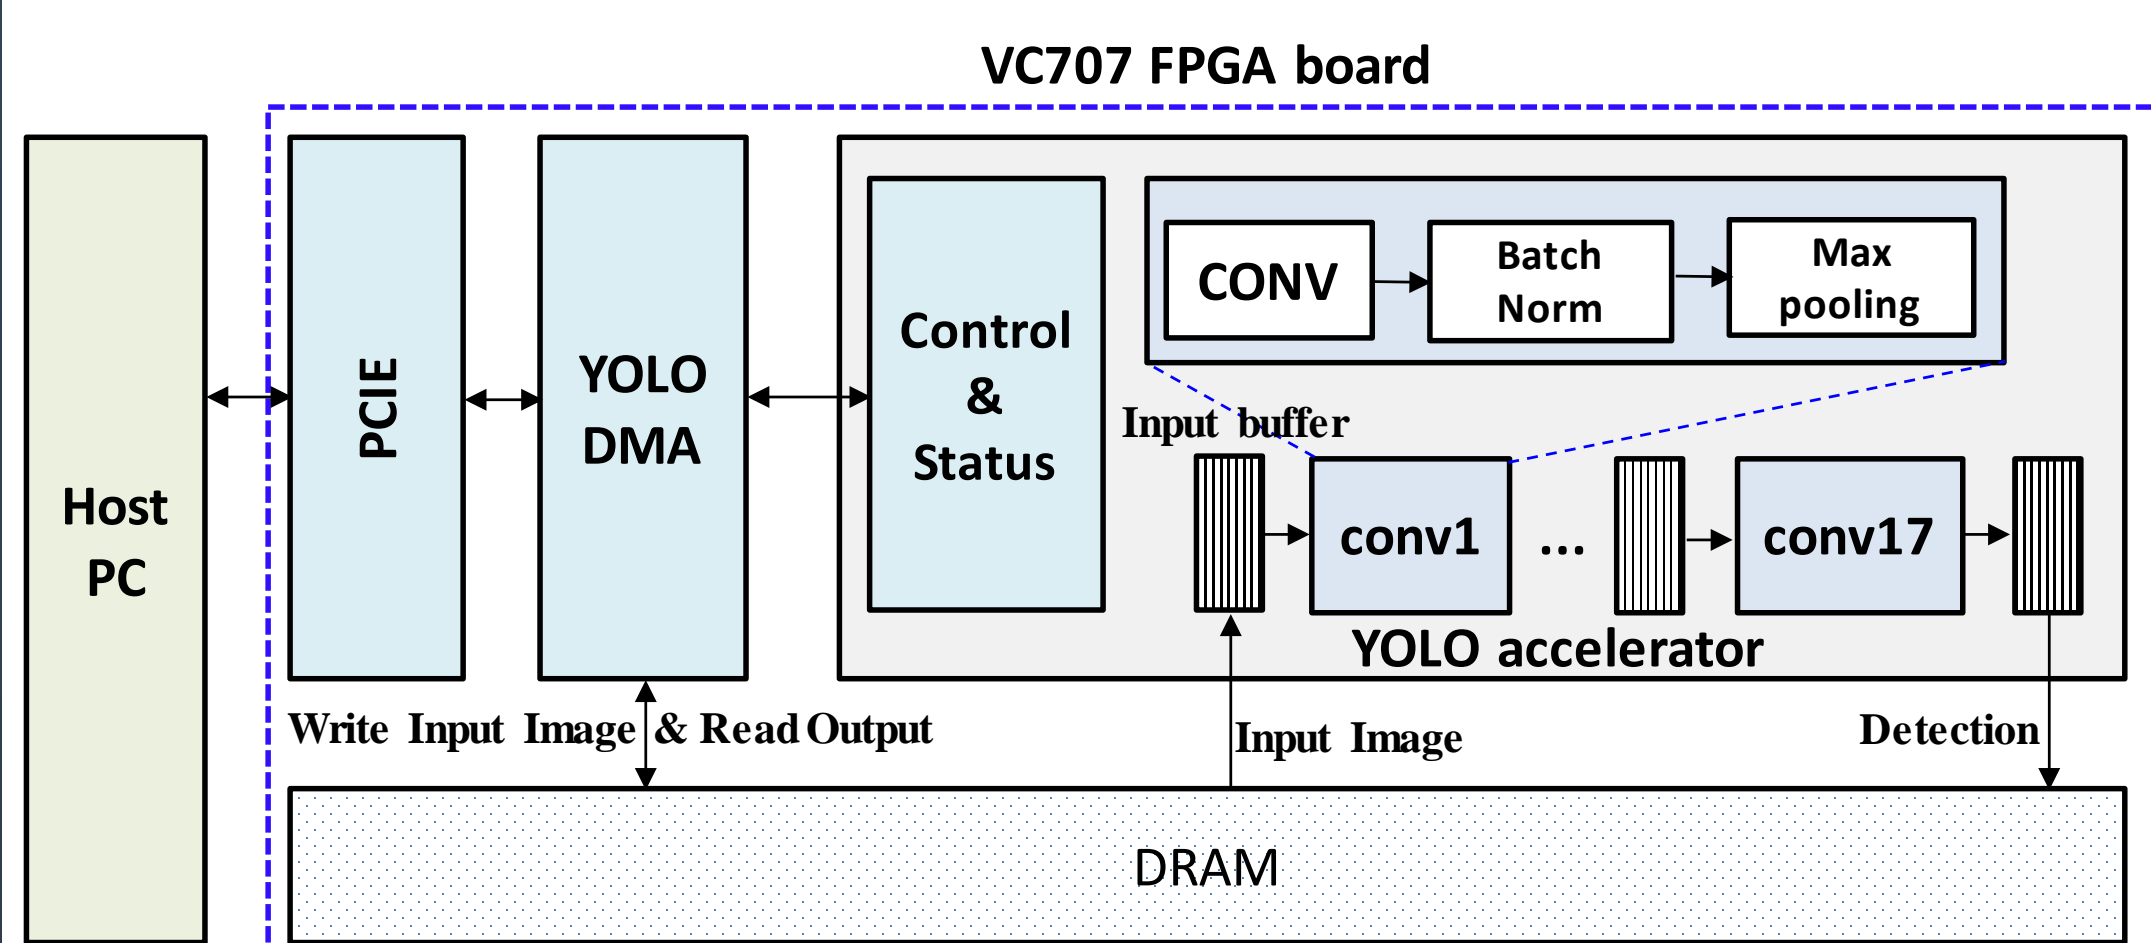 VC707 FPGA board
Host
PC
PCIE
YOLO
DMA
Control
&
Status
CONV
Batch
Norm
Max
pooling
Input buffer
conv1
...
conv17
YOLO accelerator
Write Input Image & Read Output
Input Image
Detection
DRAM